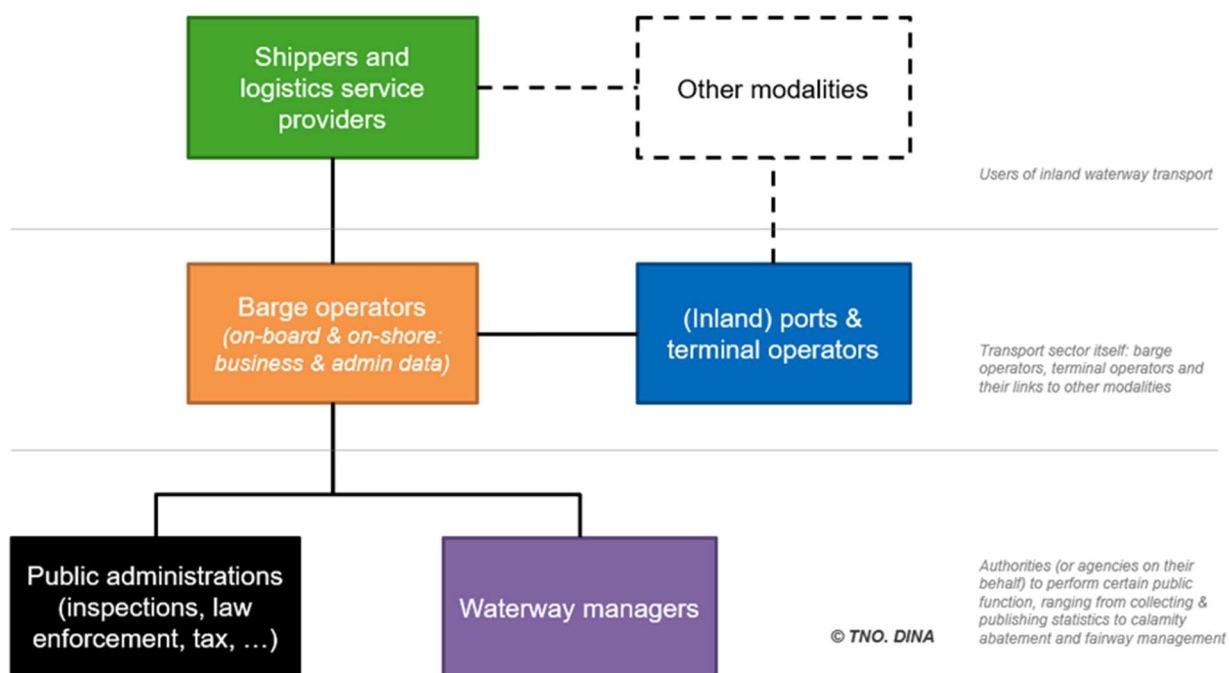 Shippers and
logistics service
providers
Other modalities
Users of inland waterway transport
Barge operators
(on-board & on-shore:
business & admin data)
(Inland) ports &
terminal operators
Transport sector itself: barge
operators, terminal operators and
their links to other modalities
Public administrations
(inspections, law
enforcement, tax, …)
Waterway managers
© TNO. DINA
Authorities (or agencies on their
behalf) to perform certain public
function, ranging from collecting &
publishing statistics to calamity
abatement and fairway management